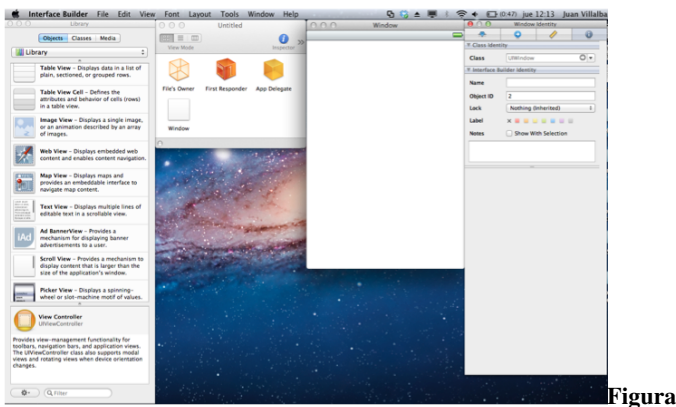 Interface Builder File Edit View Font Layout Tools Window Help (0:47) jue 12:13 Juan Villalba
Library
Objects Classes Media
Library
Table View – Displays data in a list of
plain, sectioned, or grouped rows.
Table View Cell – Defines the
attributes and behavior of cells (rows)
in a table view.
Image View – Displays a single image,
or an animation described by an array
of images.
Web View – Displays embedded web
content and enables content navigation.
Map View – Displays maps and
provides an embeddable interface to
navigate map content.
Text View – Displays multiple lines of
editable text in a scrollable view.
iAd
Ad BannerView – Provides a
mechanism for displaying banner
advertisements to a user.
Scroll View – Provides a mechanism to
display content that is larger than the
size of the application's window.
Picker View – Displays a spinning-
wheel or slot-machine motif of values.
View Controller
UIViewController
Provides view-management functionality for
toolbars, navigation bars, and application views.
The UIViewController class also supports modal
views and rotating views when device orientation
changes.
Filter
Untitled
View Mode Inspector
File's Owner First Responder App Delegate
Window
Window
Window Identity
Class Identity
Class UIWindow
Interface Builder Identity
Name
Object ID 2
Lock Nothing (Inherited)
Label
Notes Show With Selection
Figura